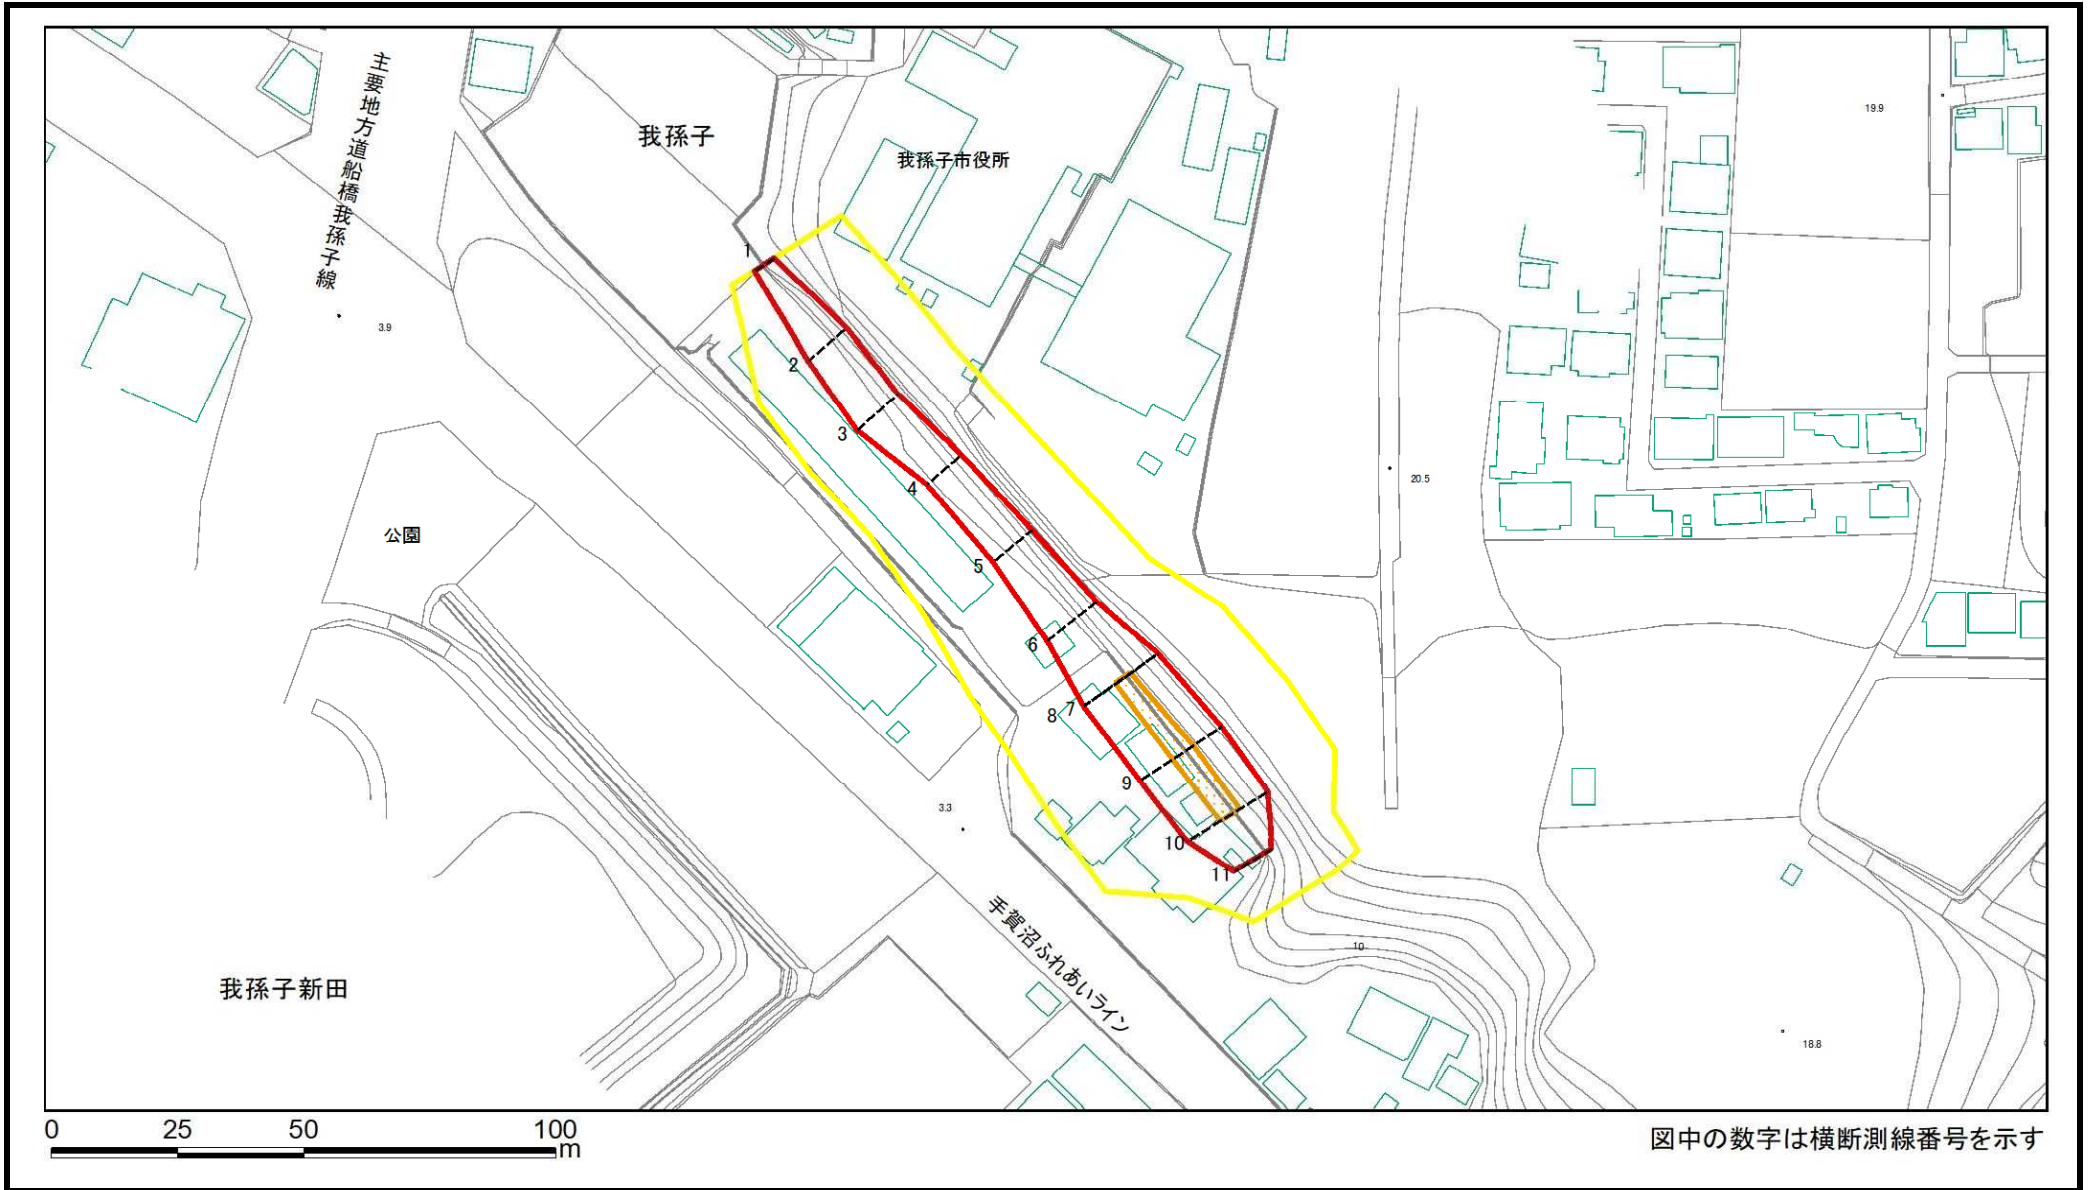 主要地方道船橋我孫子線
我孫子
我孫子市役所
19.9
1
3.9
2
3
4
20.5
公園
5
6
8 7
9
3.3
10
11
手賀沼ふれあいライン
10
我孫子新田
18.8
0 25 50 100
m
図中の数字は横断測線番号を示す